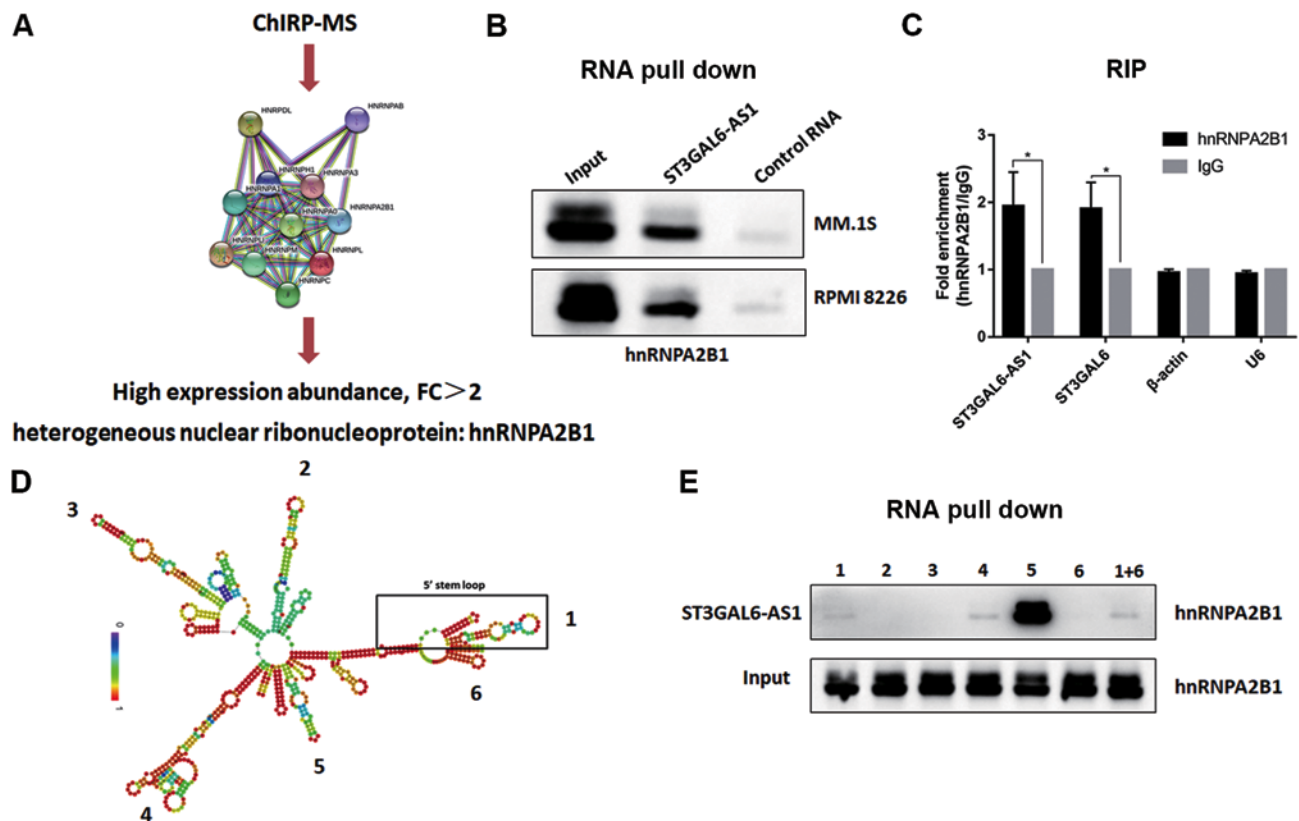 A
ChIRP-MS
HNRPDL
HNRNPAB
HNRNPH1
HNRNPA3
HNRNPA1
HNRNPA0
HNRNPA2B1
HNRNPU
HNRNPM
HNRNPL
HNRNPC
High expression abundance, FC＞2
heterogeneous nuclear ribonucleoprotein: hnRNPA2B1
B
RNA pull down
Input
ST3GAL6-AS1
Control RNA
MM.1S
RPMI 8226
hnRNPA2B1
C
RIP
Fold enrichment
(hnRNPA2B1/IgG)
3
2
1
0
*
*
hnRNPA2B1
IgG
ST3GAL6-AS1
ST3GAL6
β-actin
U6
D
2
3
5' stem loop
1
6
5
4
0
1
E
RNA pull down
1 2 3 4 5 6 1+6
ST3GAL6-AS1
hnRNPA2B1
Input
hnRNPA2B1